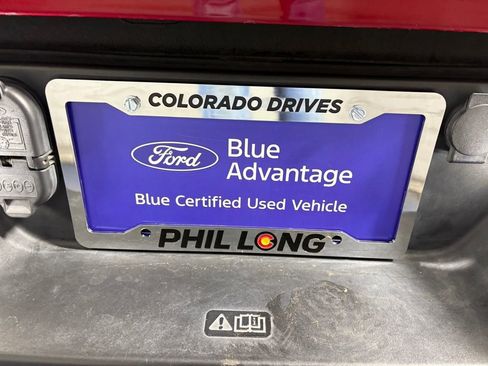 COLORADO DRIVES
Ford
Blue
Advantage
Blue Certified Used Vehicle
PHIL LONG